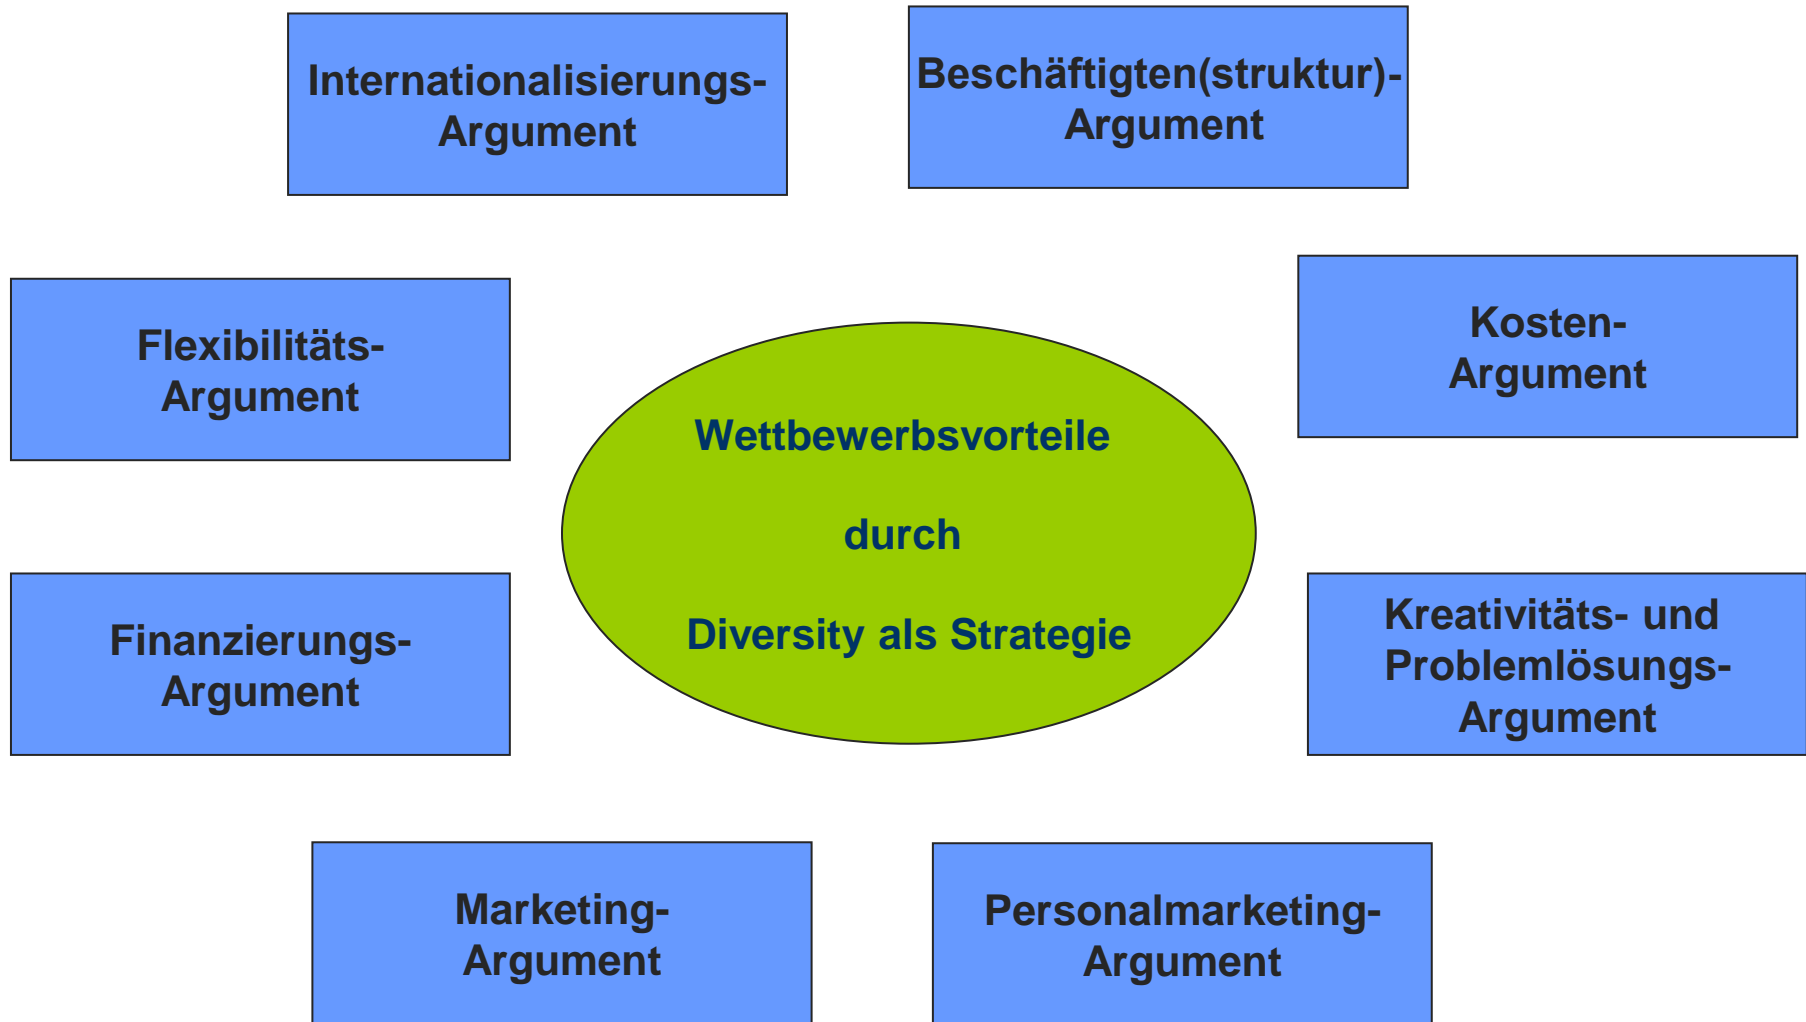 Internationalisierungs-
Argument
Beschäftigten(struktur)-
Argument
Flexibilitäts-
Argument
Kosten-
Argument
Wettbewerbsvorteile
durch
Diversity als Strategie
Finanzierungs-
Argument
Kreativitäts- und
Problemlösungs-
Argument
Marketing-
Argument
Personalmarketing-
Argument